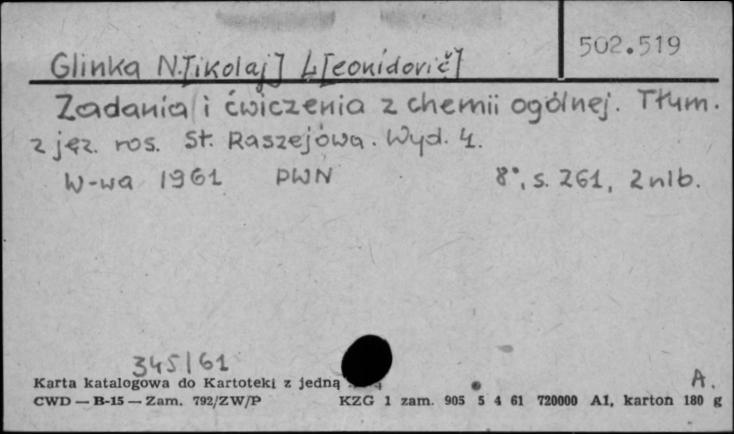 502.519
Glinka N.[ikolaj] L[eonidovič]
Zadania i ćwiczenia z chemii ogólnej. Tłum.
z jęz. ros. St. Raszejowa. Wyd. 4.
W-wa 1961 PWN 8°, s. 261, 2 nlb.
345/61
Karta katalogowa do Kartoteki z jedną
A.
CWD — B-15 — Zam. 792/ZW/P KZG 1 zam. 905 5 4 61 720000 A1, karton 180 g